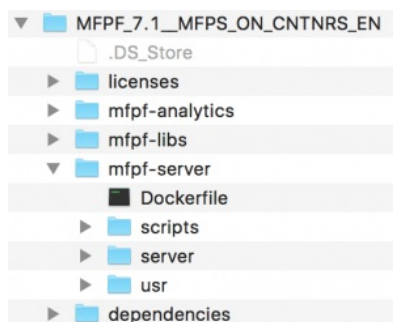 MFPF_7.1__MFPS_ON_CNTNRS_EN
.DS_Store
licenses
mfpf-analytics
mfpf-libs
mfpf-server
Dockerfile
scripts
server
usr
dependencies